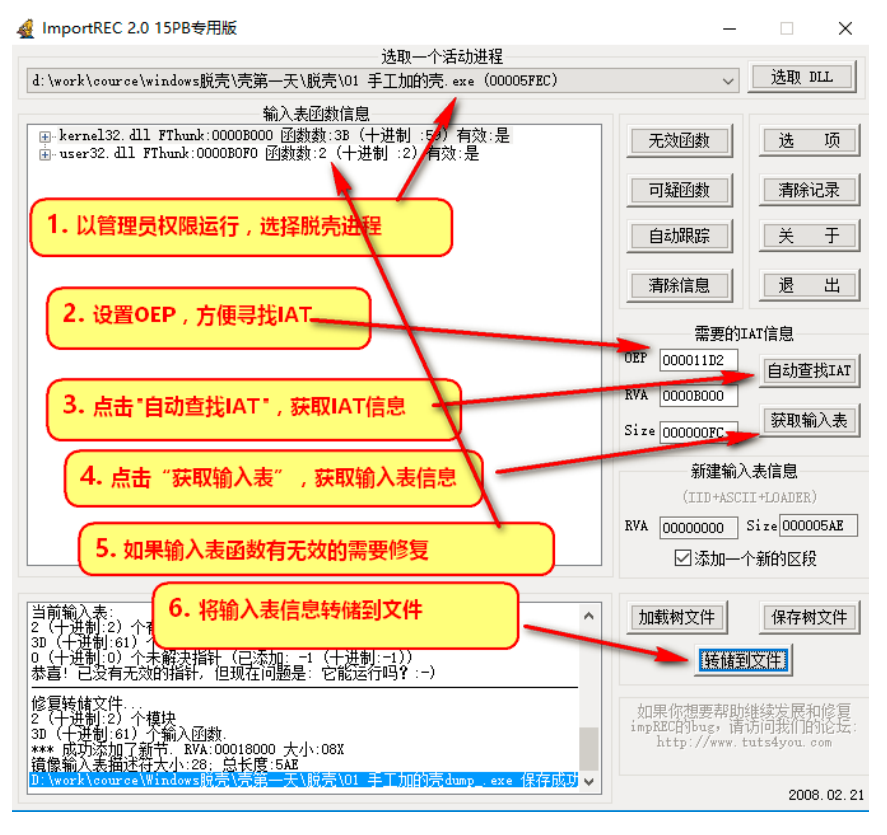 ImportREC 2.0 15PB专用版
选取一个活动进程
d:\work\cource\windows脱壳\壳第一天\脱壳\01 手工加的壳.exe (00005FEC)
选取 DLL
输入表函数信息
kernel32.dll FThunk:0000B000 函数数:3B (十进制 :59) 有效:是
user32.dll FThunk:0000B0F0 函数数:2 (十进制 :2) 有效:是
无效函数
选 项
可疑函数
清除记录
自动跟踪
关 于
清除信息
退 出
1. 以管理员权限运行，选择脱壳进程
2. 设置OEP，方便寻找IAT
3. 点击"自动查找IAT"，获取IAT信息
4. 点击“获取输入表”，获取输入表信息
5. 如果输入表函数有无效的需要修复
6. 将输入表信息转储到文件
需要的IAT信息
OEP 000011D2
自动查找IAT
RVA 0000B000
获取输入表
Size 000000FC
新建输入表信息
(IID+ASCII+LOADER)
RVA 00000000 Size 000005AE
添加一个新的区段
加载树文件
保存树文件
转储到文件
当前输入表:
2 (十进制:2) 个有
3D (十进制:61) 个
0 (十进制:0) 个未解决指针 (已添加: -1 (十进制:-1))
恭喜! 已没有无效的指针, 但现在问题是: 它能运行吗? :-)
修复转储文件...
2 (十进制:2) 个模块
3D (十进制:61) 个输入函数.
*** 成功添加了新节. RVA:00018000 大小:08X
镜像输入表描述符大小:28; 总长度:5AE
D:\work\cource\Windows脱壳\壳第一天\脱壳\01 手工加的壳dump_.exe 保存成功
如果你想要帮助继续发展和修复
impREC的bug, 请访问我们的论坛:
http://www.tuts4you.com
2008.02.21